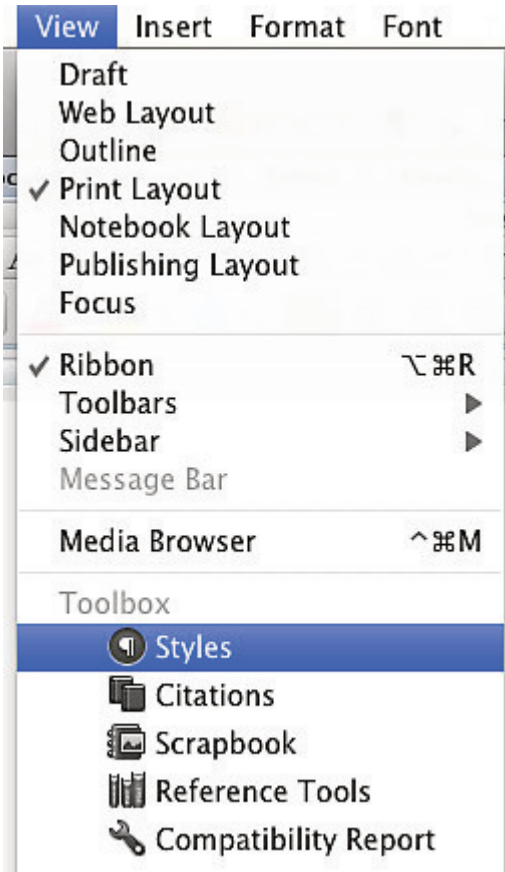 View Insert Format Font
Draft
Web Layout
Outline
✓ Print Layout
Notebook Layout
Publishing Layout
Focus
✓ Ribbon ⌥⌘R
Toolbars ▶
Sidebar ▶
Message Bar
Media Browser ^⌘M
Toolbox
Styles
Citations
Scrapbook
Reference Tools
Compatibility Report